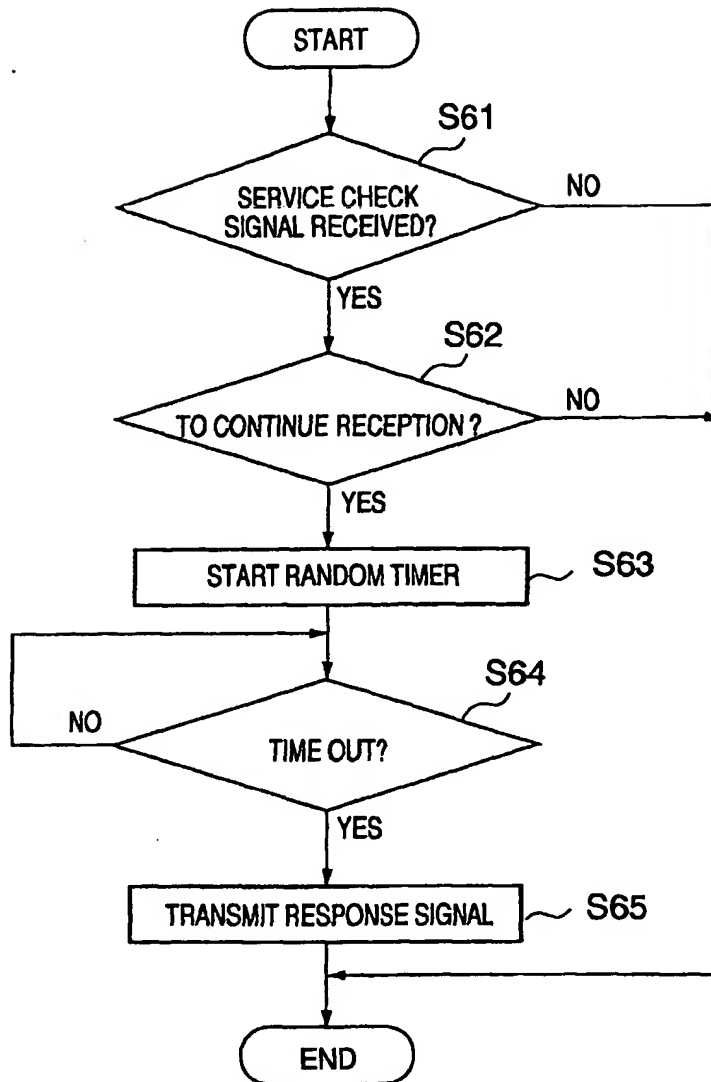 START
S61
SERVICE CHECK
SIGNAL RECEIVED?
NO
YES
S62
TO CONTINUE RECEPTION ?
NO
YES
START RANDOM TIMER
S63
S64
NO
TIME OUT?
YES
TRANSMIT RESPONSE SIGNAL
S65
END